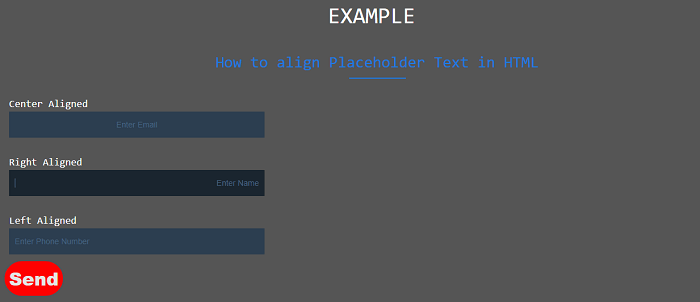 EXAMPLE
How to align Placeholder Text in HTML
Center Aligned
Enter Email
Right Aligned
Enter Name
Left Aligned
Enter Phone Number
Send